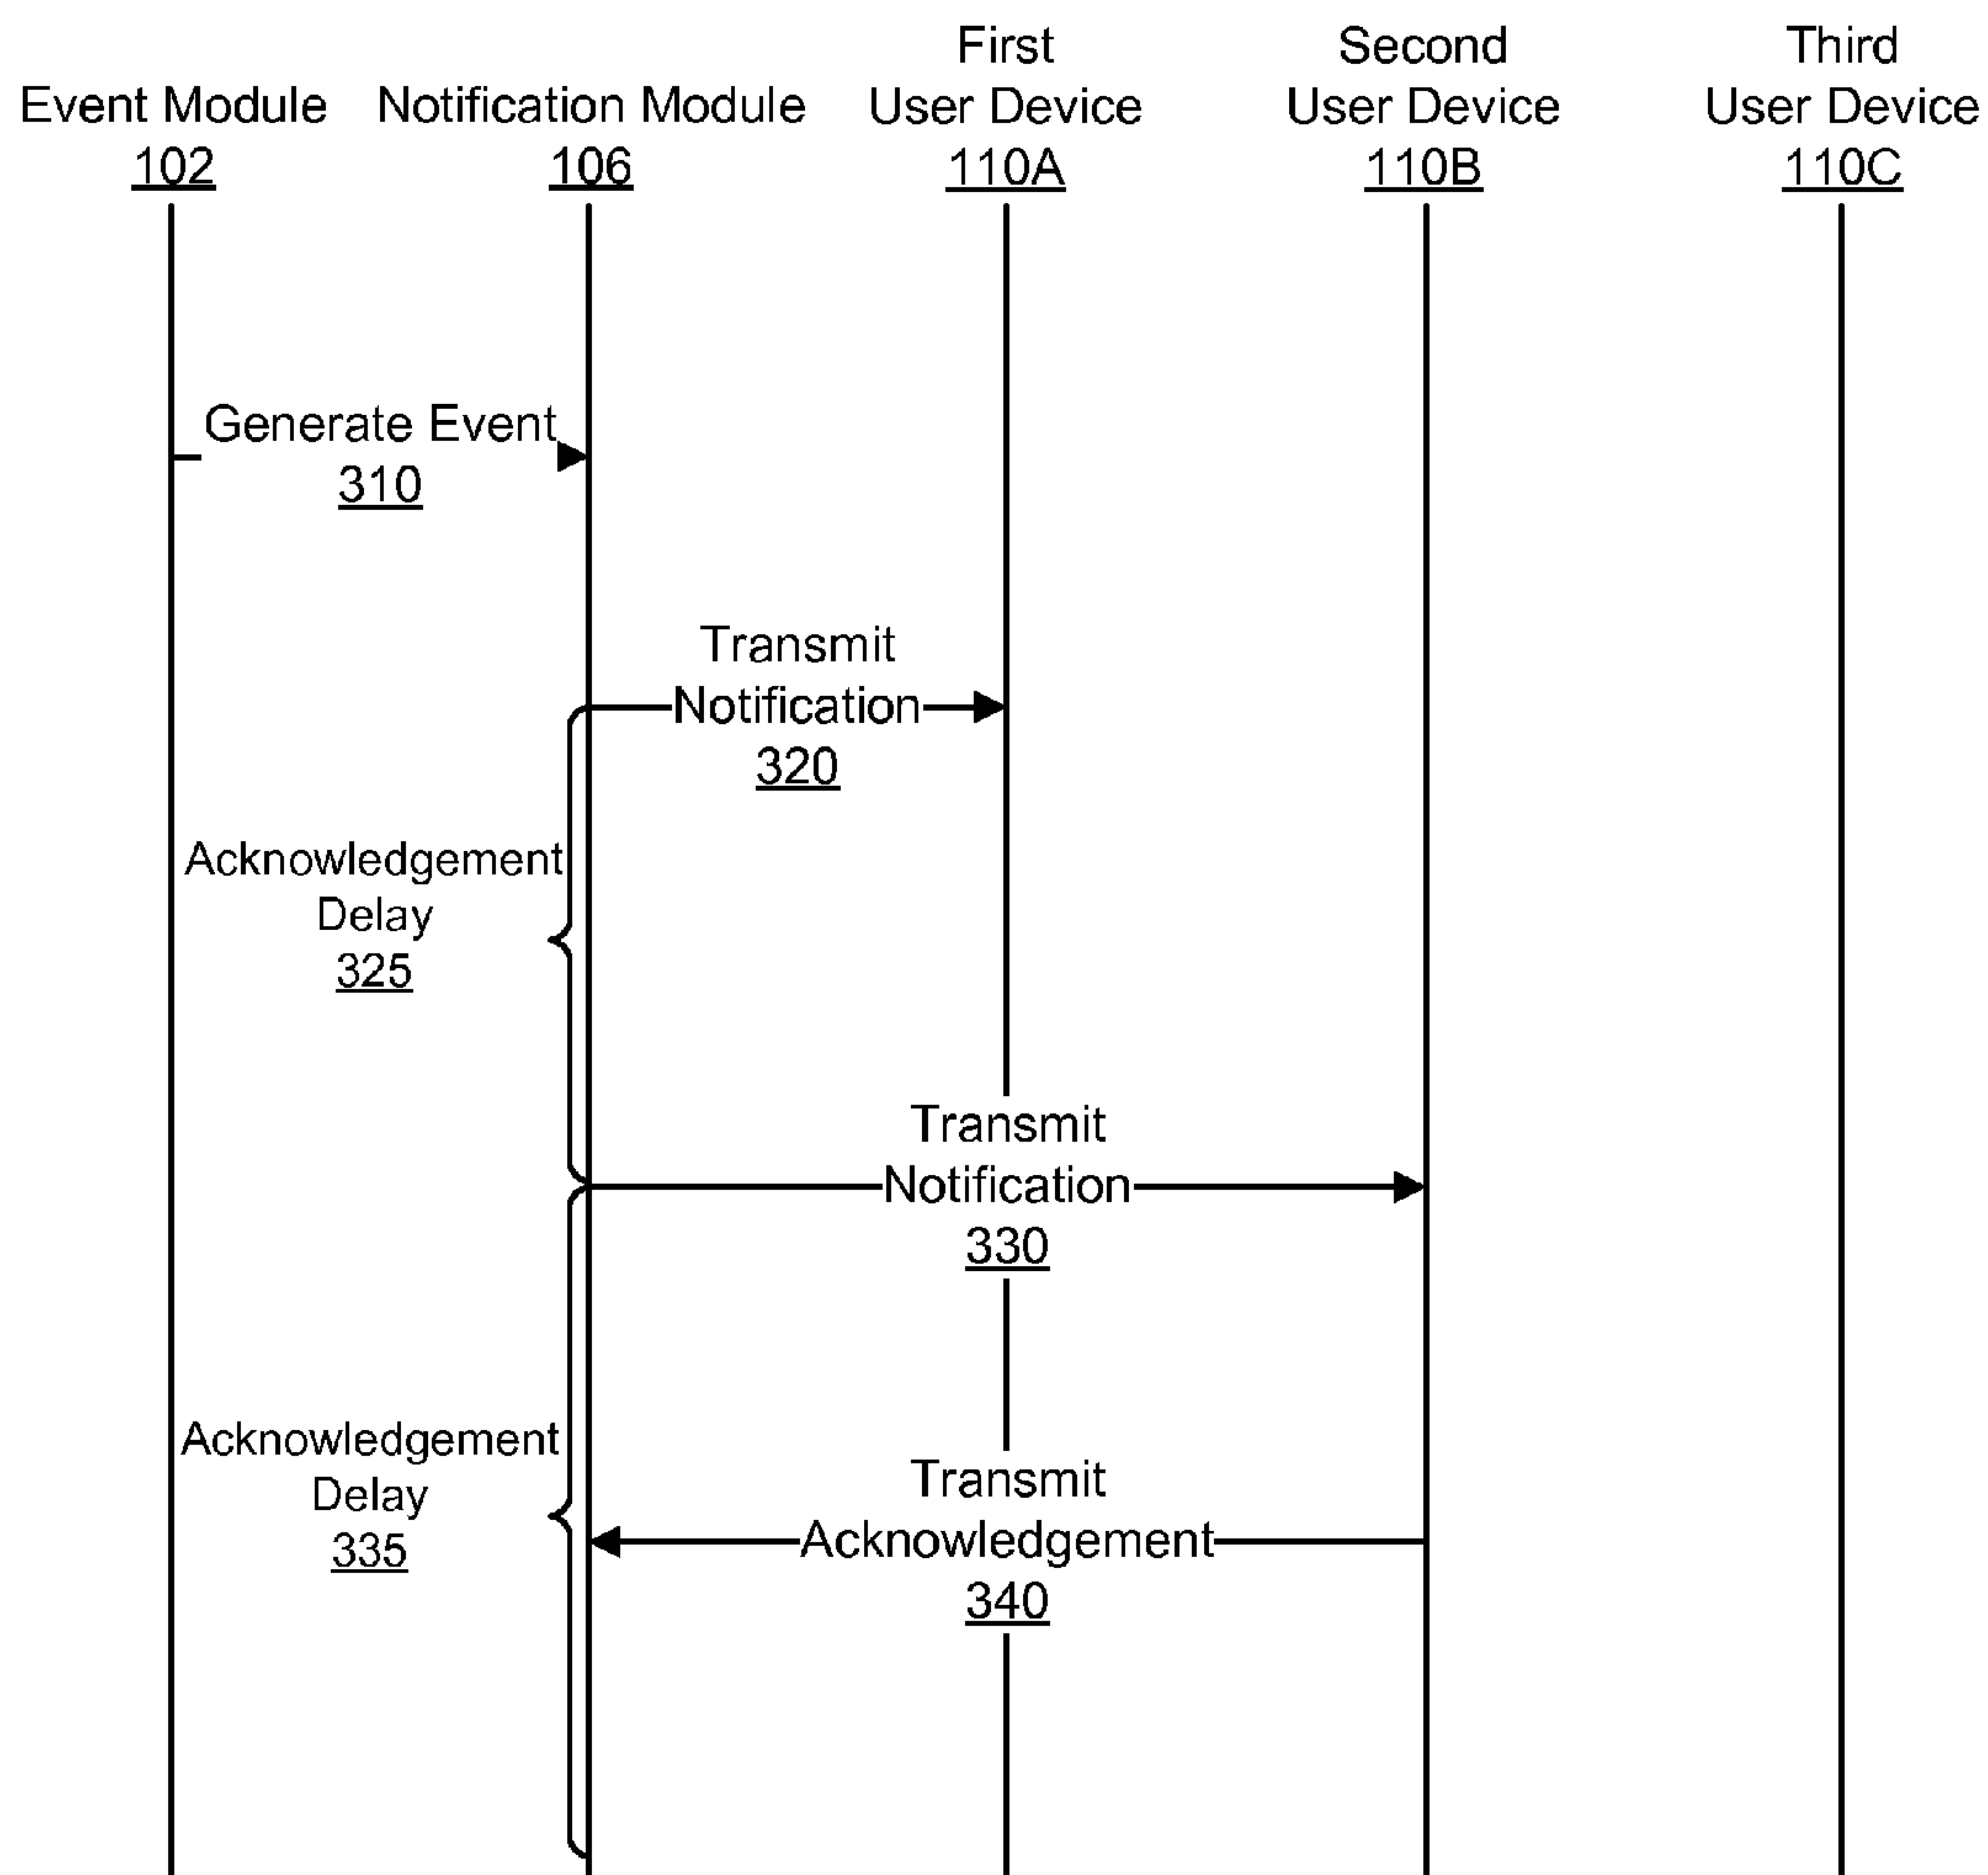 Event Module
102
Notification Module
106
First
User Device
110A
Second
User Device
110B
Third
User Device
110C
Generate Event
310
Transmit
Notification
320
Acknowledgement
Delay
325
Transmit
Notification
330
Acknowledgement
Delay
335
Transmit
Acknowledgement
340